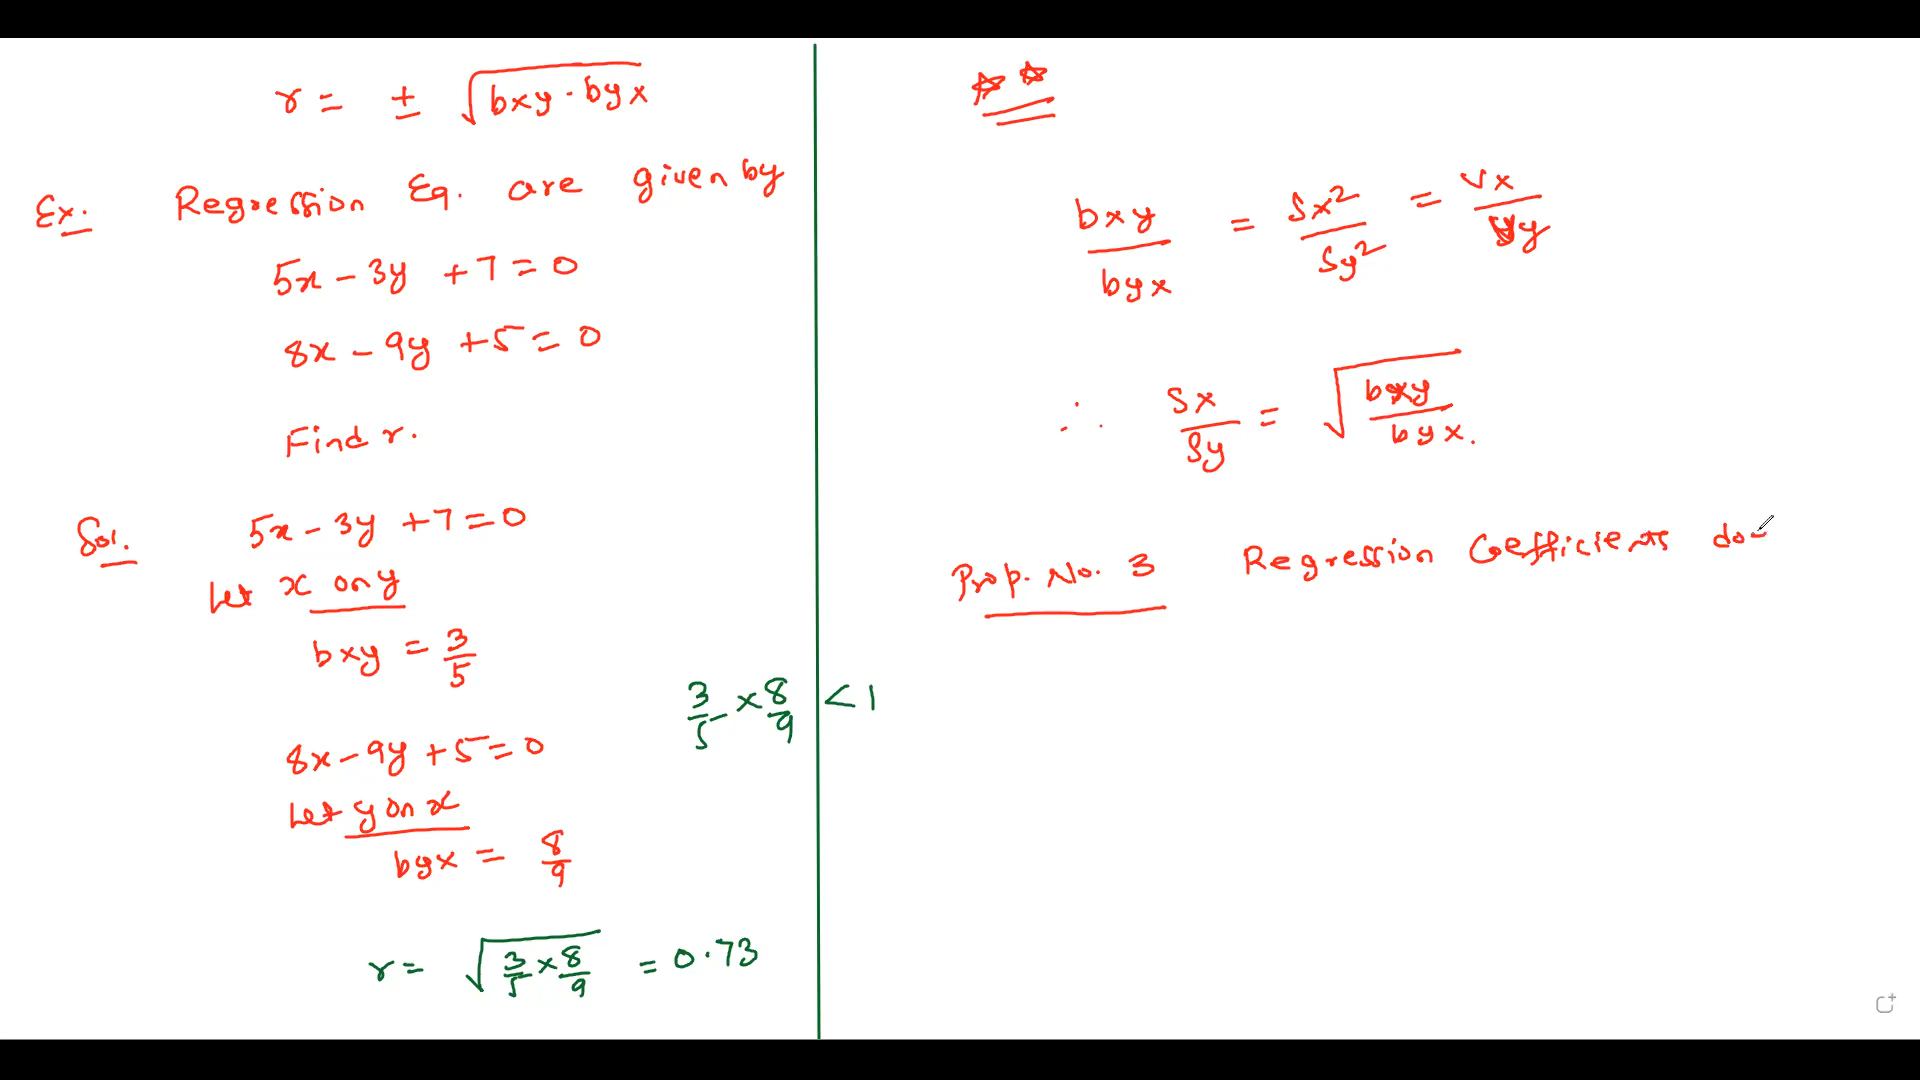 r = ± √bxy . byx
Ex. Regression Eq. are given by
5x - 3y + 7 = 0
8x - 9y + 5 = 0
Find r.
Sol. 5x - 3y + 7 = 0
Let x on y
bxy = 3/5
3/5 × 8/9 < 1
8x - 9y + 5 = 0
Let y on x
byx = 8/9
r = √3/5 × 8/9 = 0.73
bxy/byx = Sx²/Sy² = Vx/Vy
∴ Sx/Sy = √bxy/byx.
Prop. No. 3 Regression Coefficients do